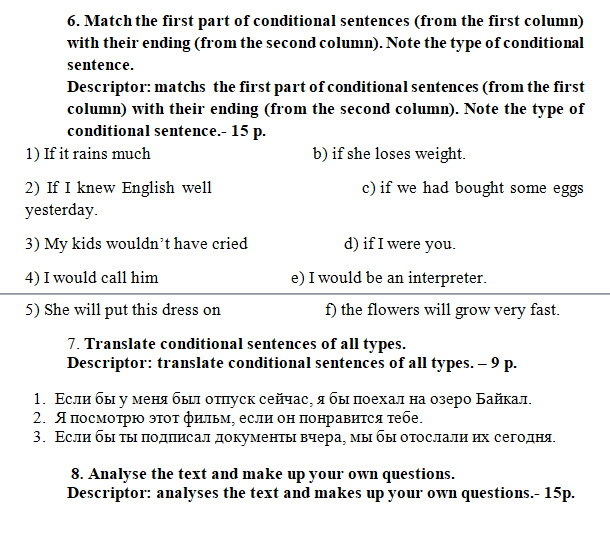 6. Match the first part of conditional sentences (from the first column)
with their ending (from the second column). Note the type of conditional
sentence.
Descriptor: matchs the first part of conditional sentences (from the first
column) with their ending (from the second column). Note the type of
conditional sentence.- 15 p.
1) If it rains much b) if she loses weight.
2) If I knew English well c) if we had bought some eggs
yesterday.
3) My kids wouldn’t have cried d) if I were you.
4) I would call him e) I would be an interpreter.
5) She will put this dress on f) the flowers will grow very fast.
7. Translate conditional sentences of all types.
Descriptor: translate conditional sentences of all types. – 9 p.
1. Если бы у меня был отпуск сейчас, я бы поехал на озеро Байкал.
2. Я посмотрю этот фильм, если он понравится тебе.
3. Если бы ты подписал документы вчера, мы бы отослали их сегодня.
8. Analyse the text and make up your own questions.
Descriptor: analyses the text and makes up your own questions.- 15p.